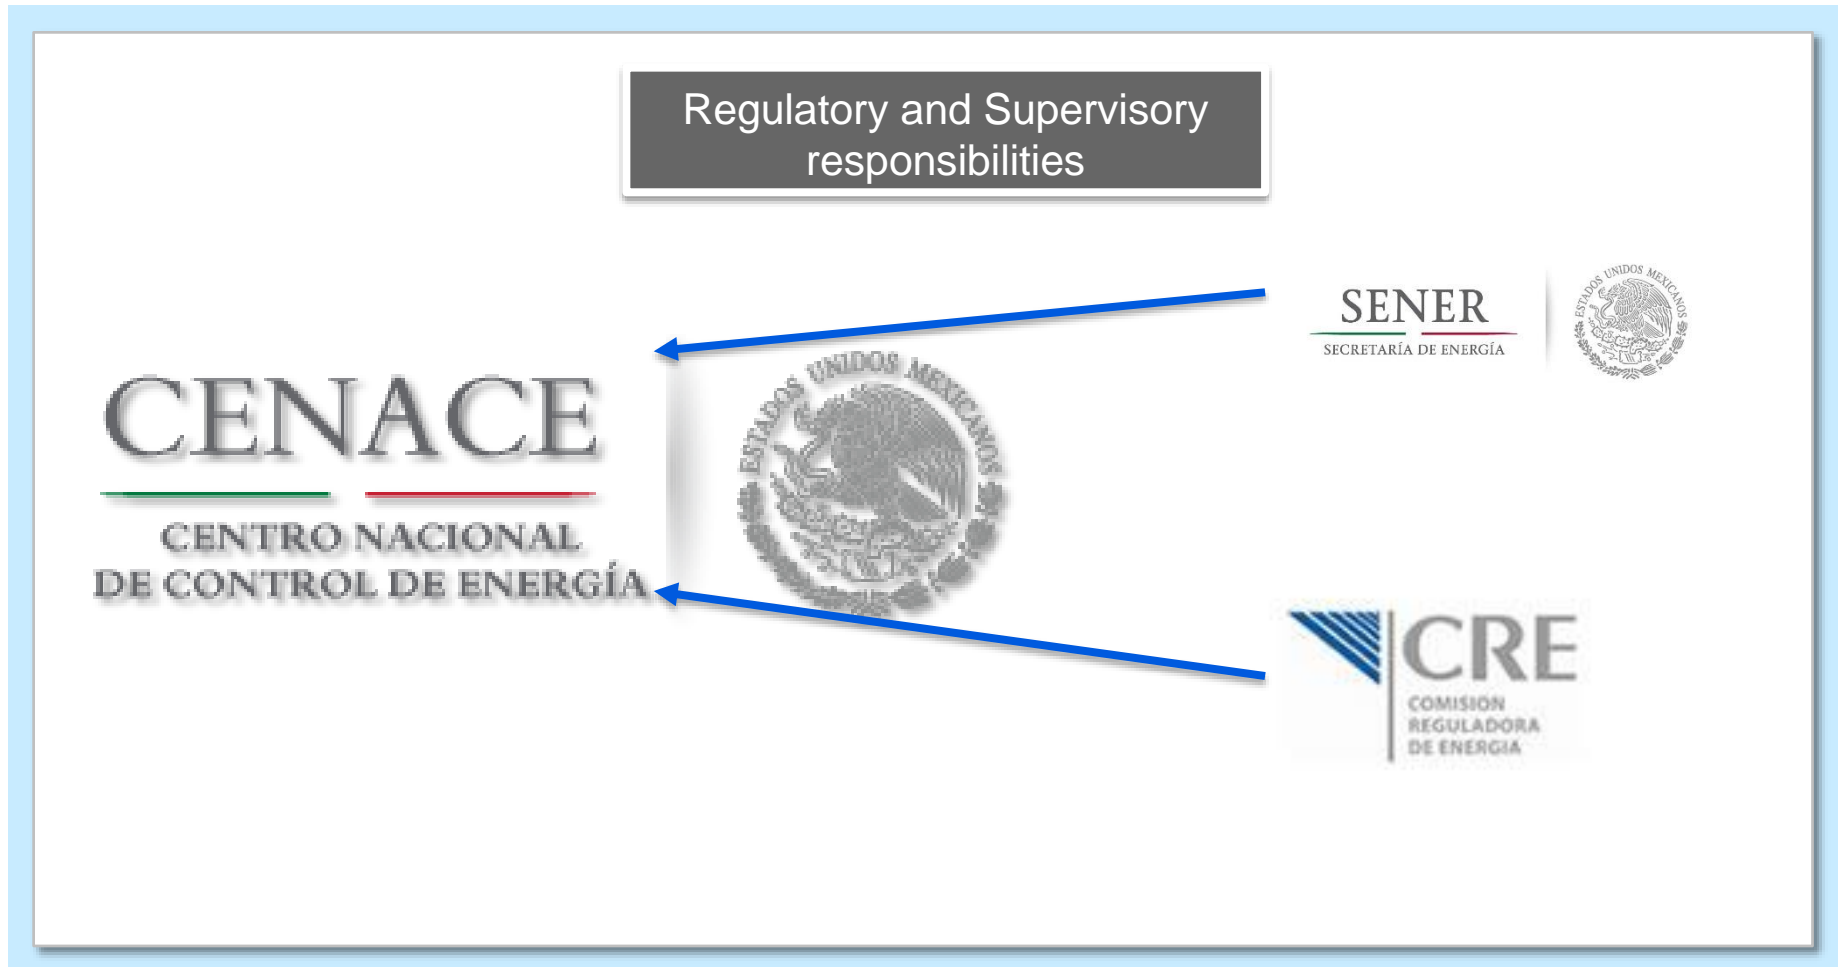 Regulatory and Supervisory
responsibilities
SENER
SECRETARÍA DE ENERGÍA
ESTADOS UNIDOS MEXICANOS
CENACE
CENTRO NACIONAL
DE CONTROL DE ENERGÍA
ESTADOS UNIDOS MEXICANOS
CRE
COMISION
REGULADORA
DE ENERGIA